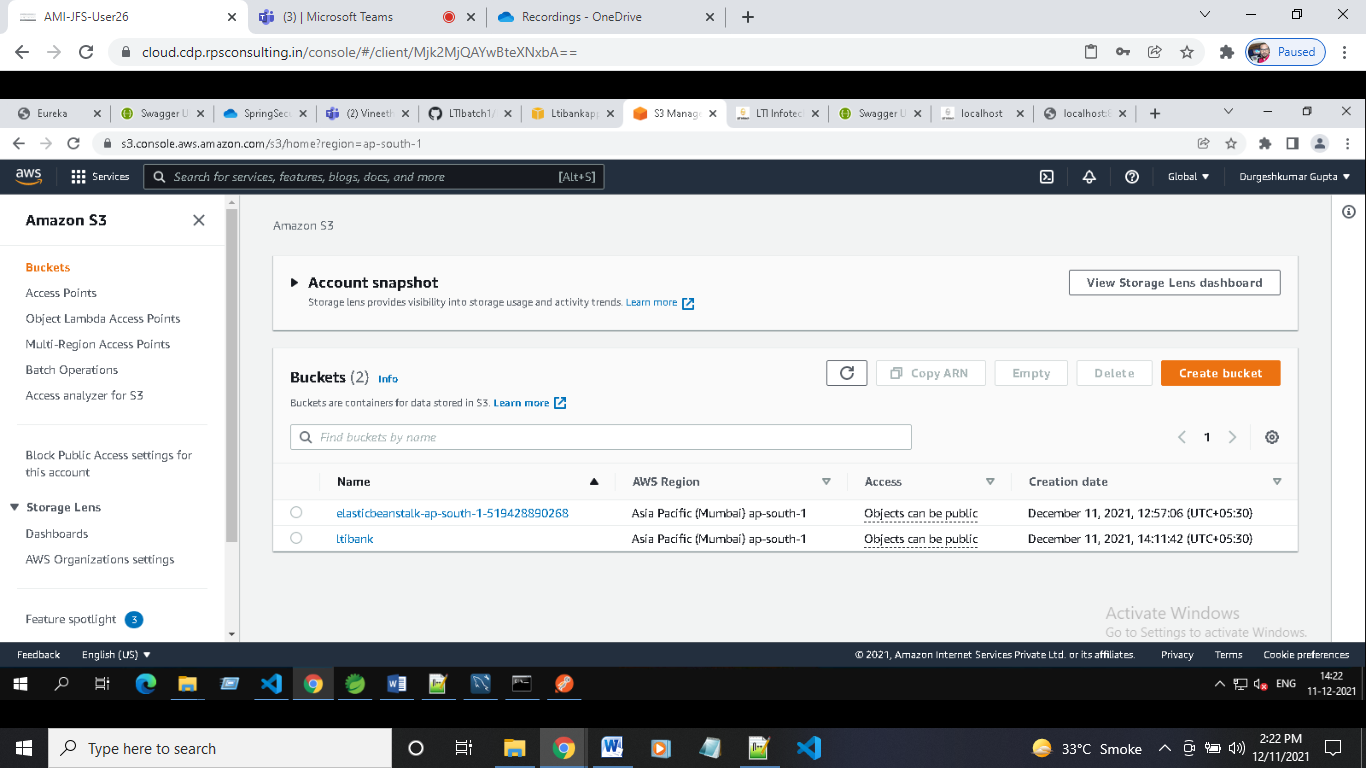 AMI-JFS-User26
(3) | Microsoft Teams
Recordings - OneDrive
cloud.cdp.rpsconsulting.in/console/#/client/Mjk2MjQAYwBteXNxbA==
Paused
Eureka
Swagger U
SpringSecu
(2) Vineeth
LTIbatch1/
Ltibankapp
S3 Manag
LTI Infotec
Swagger U
localhost
localhost:8
s3.console.aws.amazon.com/s3/home?region=ap-south-1
aws
Services
Search for services, features, blogs, docs, and more
[Alt+S]
Global
Durgeshkumar Gupta
Amazon S3
Buckets
Access Points
Object Lambda Access Points
Multi-Region Access Points
Batch Operations
Access analyzer for S3
Block Public Access settings for
this account
Storage Lens
Dashboards
AWS Organizations settings
Feature spotlight 3
Amazon S3
Account snapshot
Storage lens provides visibility into storage usage and activity trends. Learn more
View Storage Lens dashboard
Buckets (2) Info
Copy ARN
Empty
Delete
Create bucket
Buckets are containers for data stored in S3. Learn more
Find buckets by name
1
Name AWS Region Access Creation date
elasticbeanstalk-ap-south-1-519428890268 Asia Pacific (Mumbai) ap-south-1 Objects can be public December 11, 2021, 12:57:06 (UTC+05:30)
ltibank Asia Pacific (Mumbai) ap-south-1 Objects can be public December 11, 2021, 14:11:42 (UTC+05:30)
Activate Windows
Go to Settings to activate Windows.
Feedback English (US) © 2021, Amazon Internet Services Private Ltd. or its affiliates. Privacy Terms Cookie preferences
ENG
14:22
11-12-2021
Type here to search
33°C Smoke
2:22 PM
12/11/2021